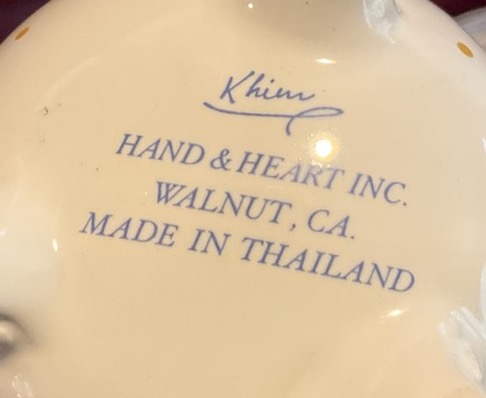 Khim
HAND & HEART INC.
WALNUT, CA.
MADE IN THAILAND